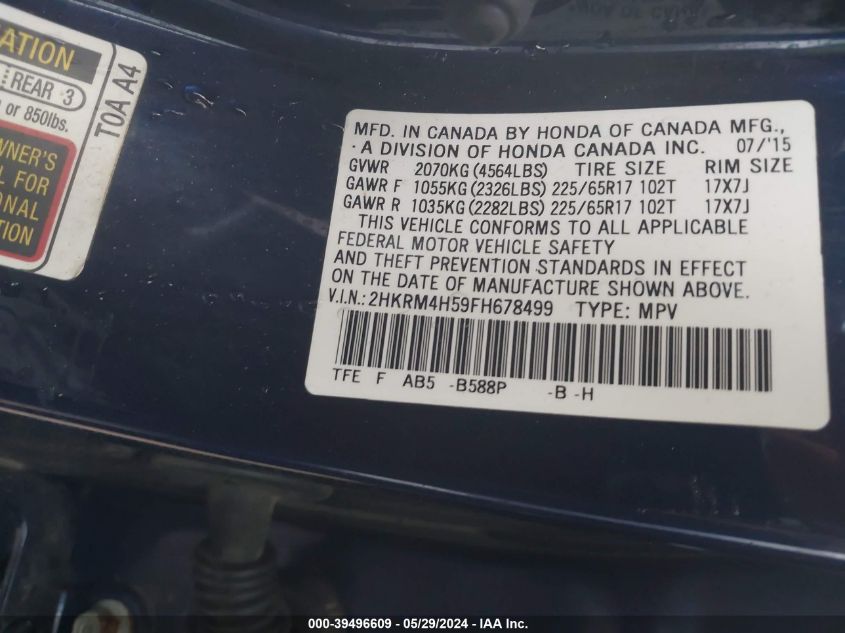 ATION
REAR 3
or 850lbs.
TOA A4
WNER'S
L FOR
ONAL
TION
MFD. IN CANADA BY HONDA OF CANADA MFG.,
A DIVISION OF HONDA CANADA INC. 07/'15
GVWR 2070KG (4564LBS) TIRE SIZE RIM SIZE
GAWR F 1055KG (2326LBS) 225/65R17 102T 17X7J
GAWR R 1035KG (2282LBS) 225/65R17 102T 17X7J
THIS VEHICLE CONFORMS TO ALL APPLICABLE
FEDERAL MOTOR VEHICLE SAFETY
AND THEFT PREVENTION STANDARDS IN EFFECT
ON THE DATE OF MANUFACTURE SHOWN ABOVE.
V.I.N.: 2HKRM4H59FH678499 TYPE: MPV
TFE F AB5 -B588P -B -H
000-39496609 - 05/29/2024 - IAA Inc.